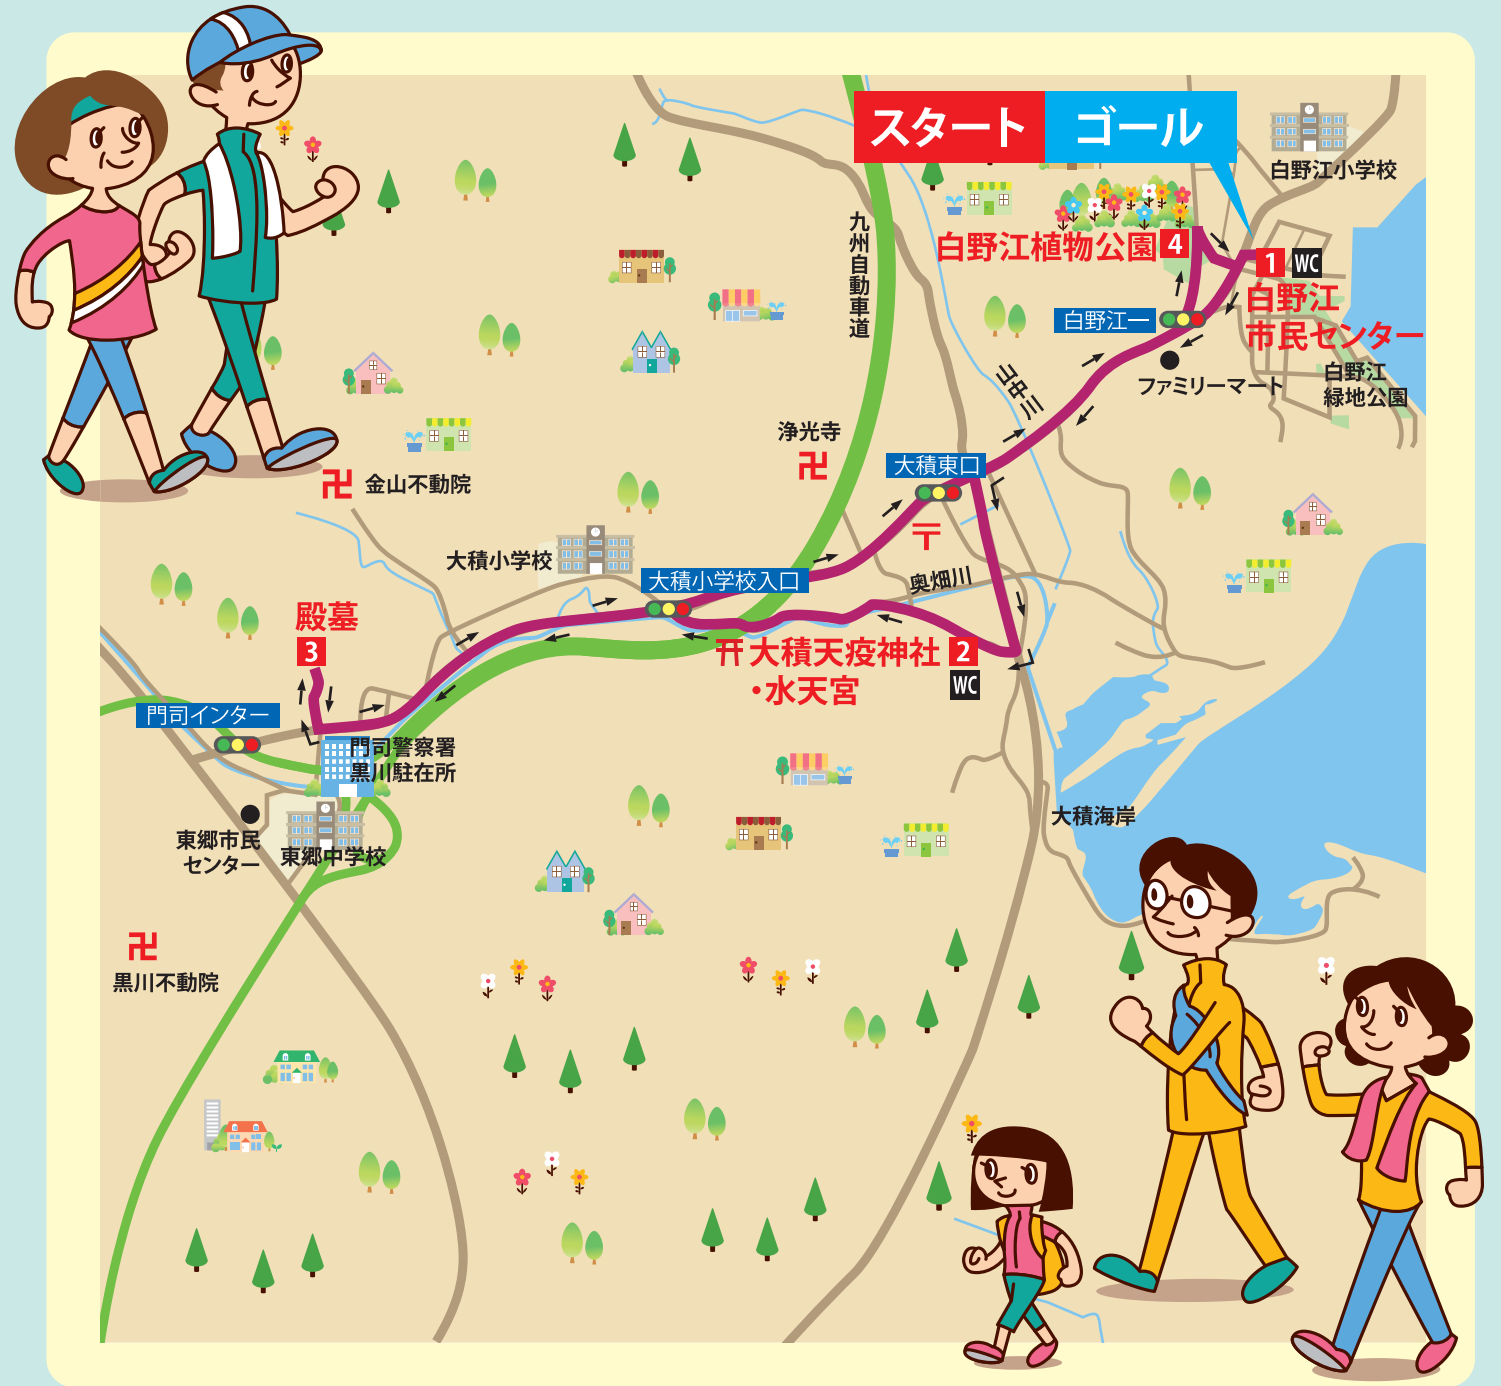 スタート ゴール
白野江小学校
九州自動車道
白野江植物公園 4
1 WC
白野江
市民センター
白野江一
ファミリーマート
白野江
緑地公園
山中川
浄光寺
大積東口
金山不動院
〒
大積小学校
大積小学校入口
奥畑川
殿墓
3
大積天疫神社 2
・水天宮
WC
門司インター
門司警察署
黒川駐在所
大積海岸
東郷市民
センター
東郷中学校
黒川不動院